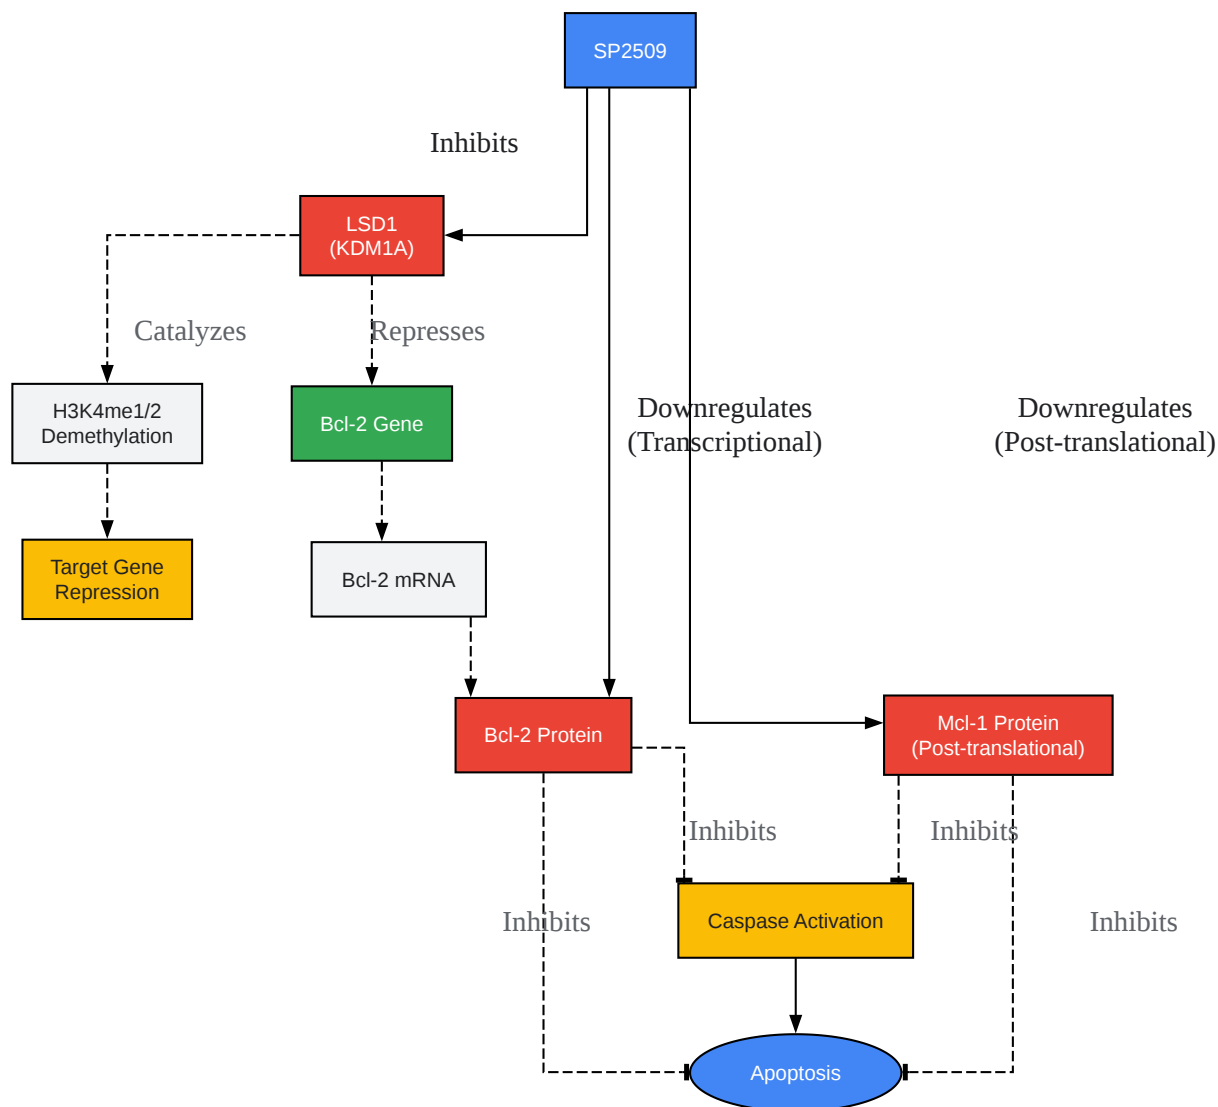 SP2509
Inhibits
LSD1
(KDM1A)
Catalyzes
Represses
H3K4me1/2
Demethylation
Bcl-2 Gene
Downregulates
(Transcriptional)
Downregulates
(Post-translational)
Target Gene
Repression
Bcl-2 mRNA
Bcl-2 Protein
Mcl-1 Protein
(Post-translational)
Inhibits
Inhibits
Inhibits
Caspase Activation
Inhibits
Apoptosis